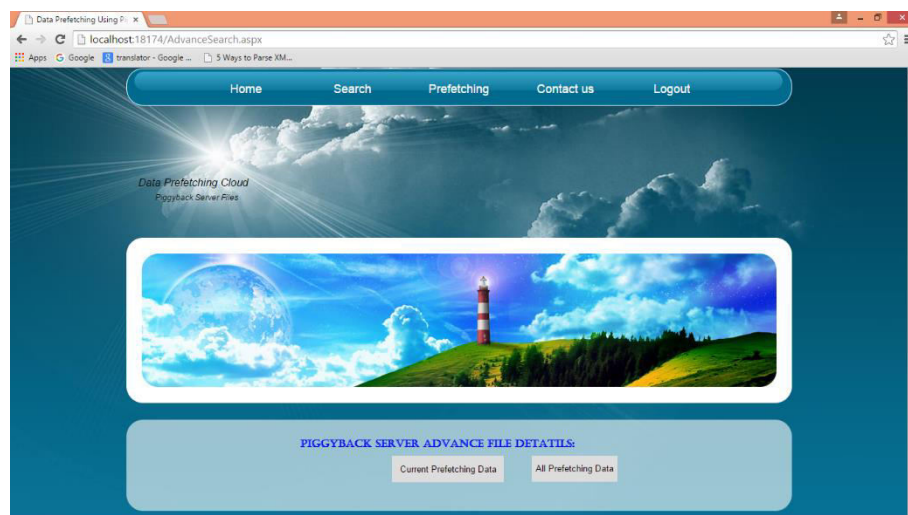 Data Prefetching Using Pi
localhost:18174/AdvanceSearch.aspx
Apps Google translator - Google ... 5 Ways to Parse XM...
Home Search Prefetching Contact us Logout
Data Prefetching Cloud
Piggyback Server Files
PIGGYBACK SERVER ADVANCE FILE DETATILS:
Current Prefetching Data All Prefetching Data